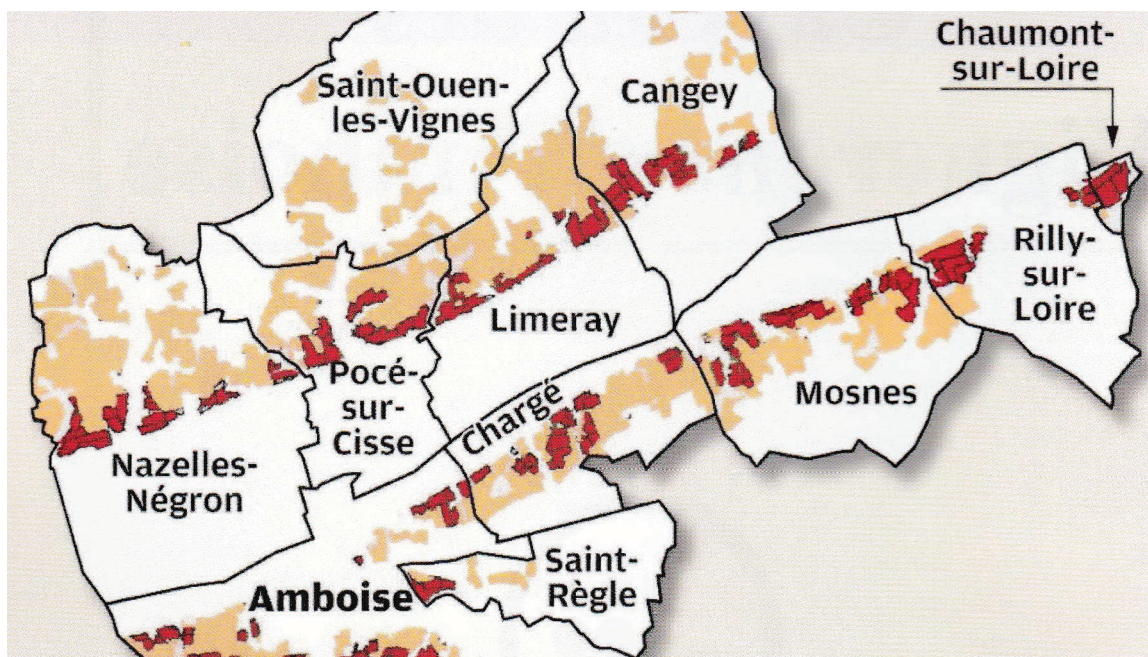 Chaumont-
sur-Loire
Saint-Ouen-
les-Vignes
Cangey
Rilly-
sur-
Loire
Limeray
Pocé-
sur-
Cisse
Chargé
Mosnes
Nazelles-
Négron
Saint-
Règle
Amboise